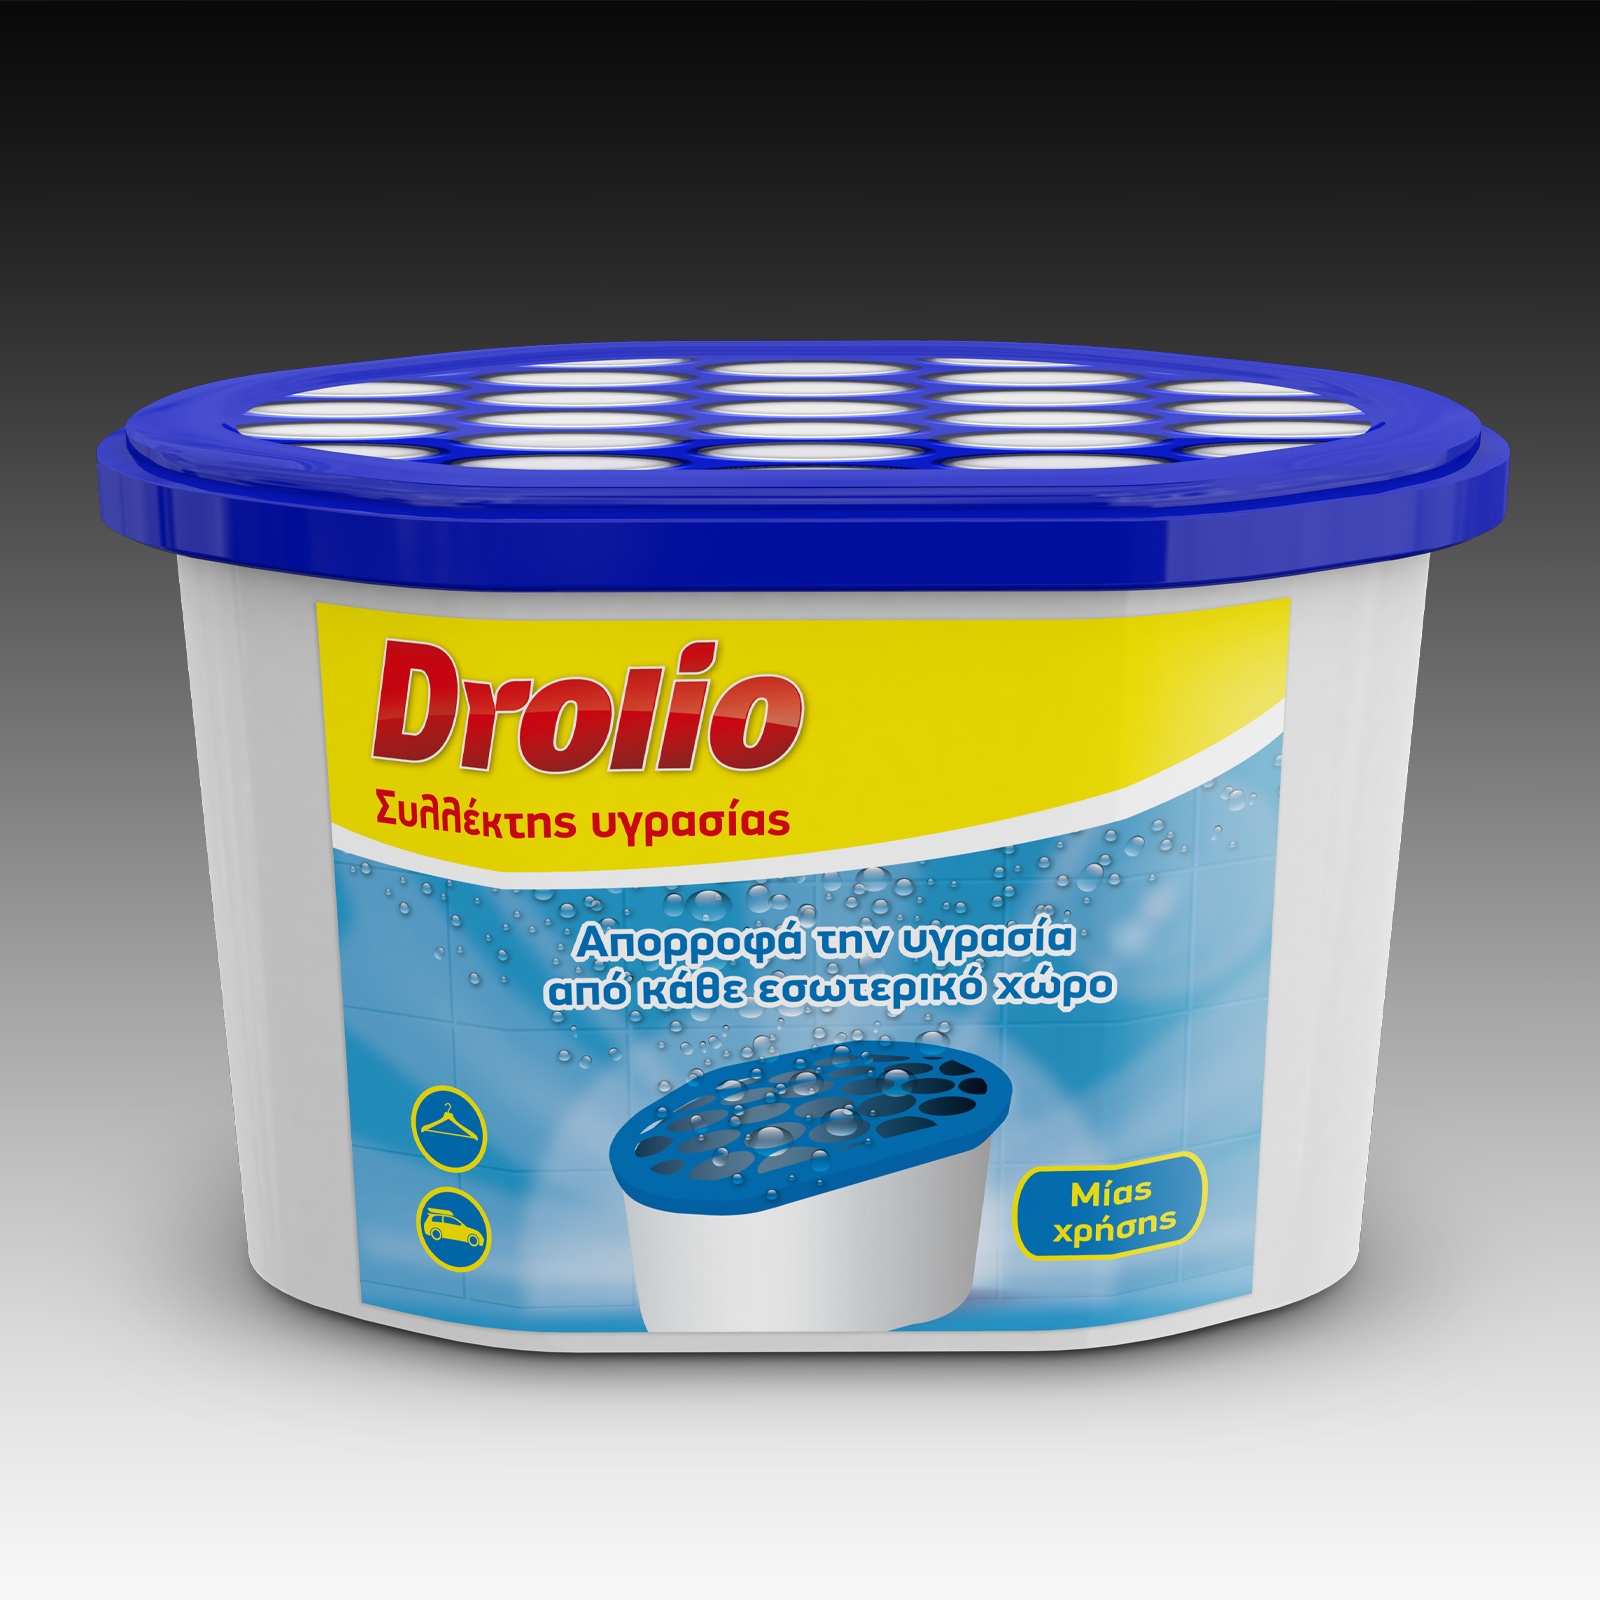 Drolio
Συλλέκτης υγρασίας
Απορροφά την υγρασία
από κάθε εσωτερικό χώρο
Μίας
χρήσης